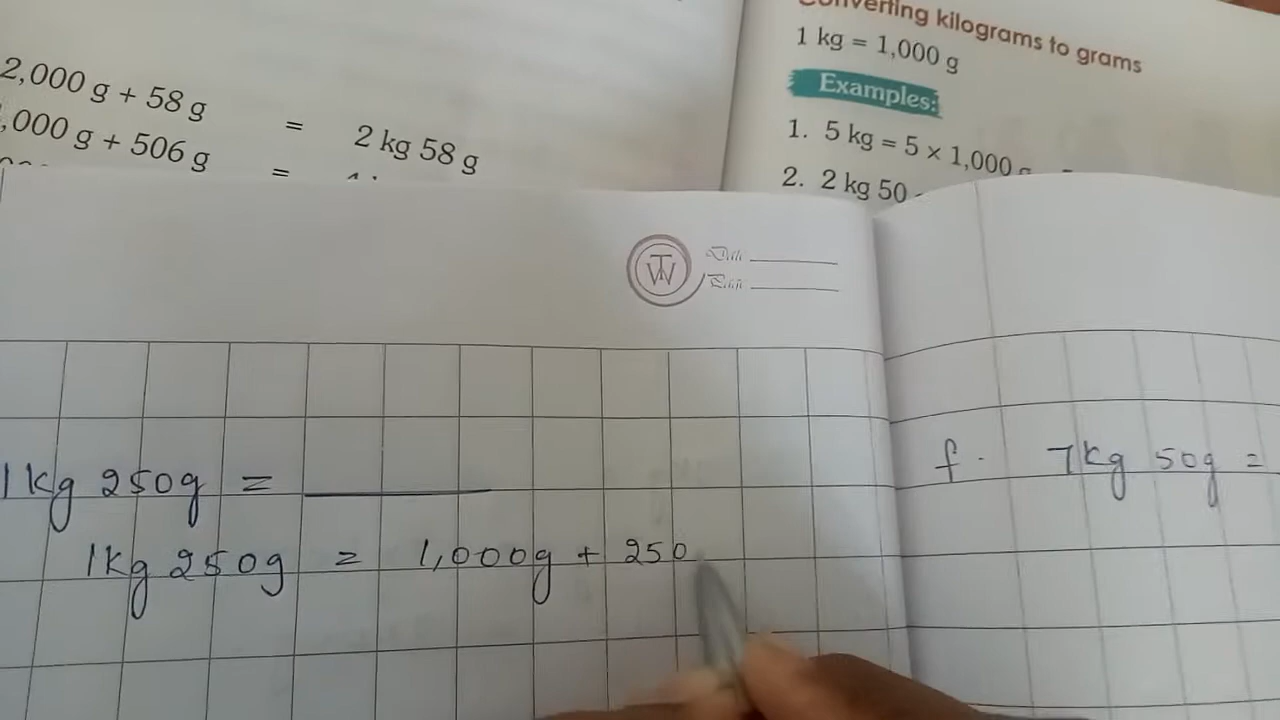 2,000 g + 58 g = 2 kg 58 g
,000 g + 506 g =
Converting kilograms to grams
1 kg = 1,000 g
Examples:
1. 5 kg = 5 × 1,000 g
2. 2 kg 50
Date
1kg 250g =
1kg 250g = 1,000g + 250
f. 7kg 50g =